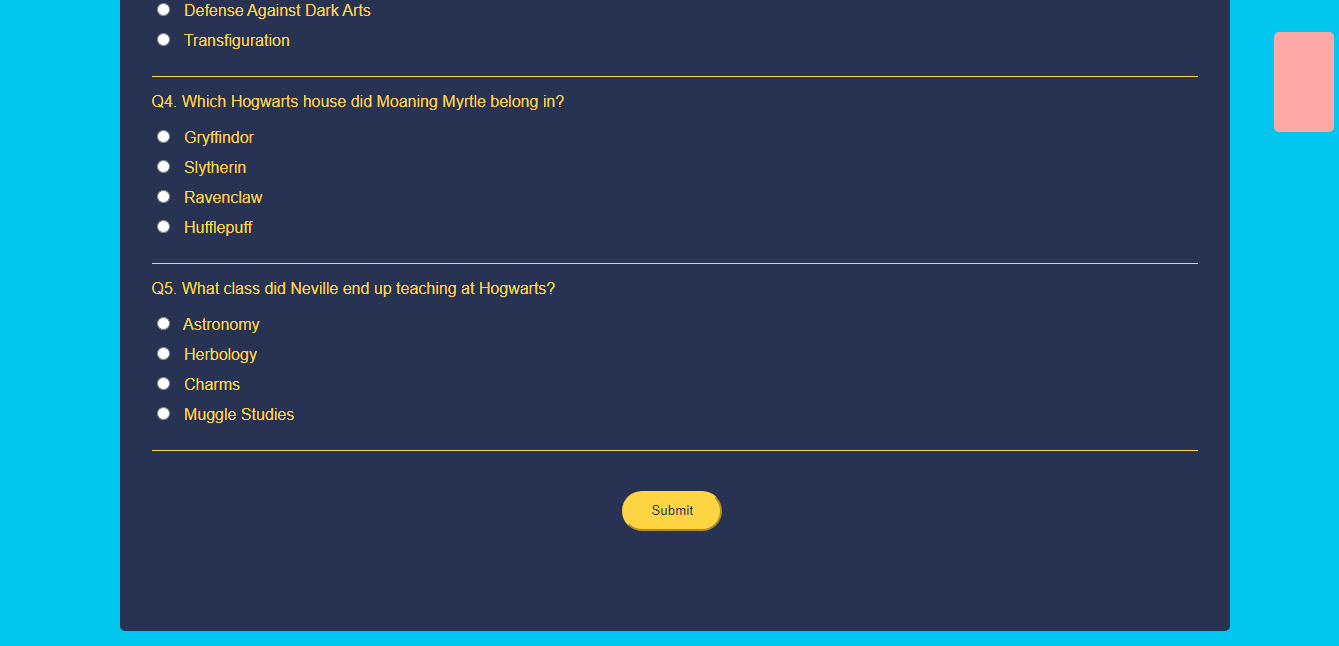 Defense Against Dark Arts
Transfiguration
Q4. Which Hogwarts house did Moaning Myrtle belong in?
Gryffindor
Slytherin
Ravenclaw
Hufflepuff
Q5. What class did Neville end up teaching at Hogwarts?
Astronomy
Herbology
Charms
Muggle Studies
Submit